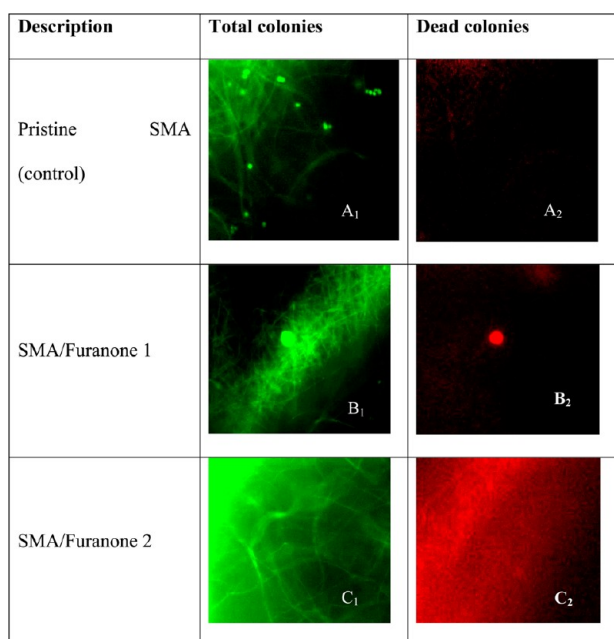 Description Total colonies Dead colonies
Pristine SMA
(control)
A₁ A₂
SMA/Furanone 1
B₁ B₂
SMA/Furanone 2
C₁ C₂